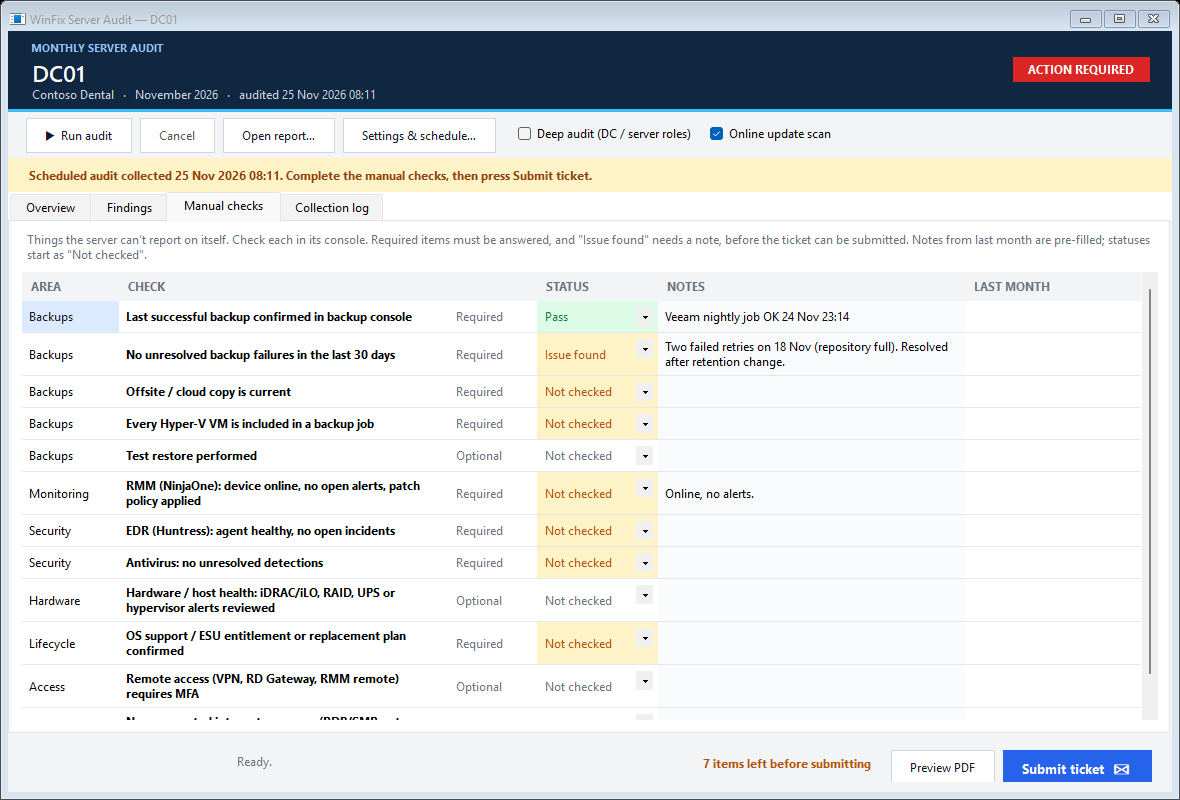 WinFix Server Audit — DC01
MONTHLY SERVER AUDIT
DC01
Contoso Dental · November 2026 · audited 25 Nov 2026 08:11
ACTION REQUIRED
Run audit
Cancel
Open report...
Settings & schedule...
Deep audit (DC / server roles)
Online update scan
Scheduled audit collected 25 Nov 2026 08:11. Complete the manual checks, then press Submit ticket.
Overview
Findings
Manual checks
Collection log
Things the server can't report on itself. Check each in its console. Required items must be answered, and "Issue found" needs a note, before the ticket can be submitted. Notes from last month are pre-filled; statuses
start as "Not checked".
AREA CHECK STATUS NOTES LAST MONTH
Backups Last successful backup confirmed in backup console Required Pass Veeam nightly job OK 24 Nov 23:14
Backups No unresolved backup failures in the last 30 days Required Issue found Two failed retries on 18 Nov (repository full). Resolved
after retention change.
Backups Offsite / cloud copy is current Required Not checked
Backups Every Hyper-V VM is included in a backup job Required Not checked
Backups Test restore performed Optional Not checked
Monitoring RMM (NinjaOne): device online, no open alerts, patch
policy applied Required Not checked Online, no alerts.
Security EDR (Huntress): agent healthy, no open incidents Required Not checked
Security Antivirus: no unresolved detections Required Not checked
Hardware Hardware / host health: iDRAC/iLO, RAID, UPS or
hypervisor alerts reviewed Optional Not checked
Lifecycle OS support / ESU entitlement or replacement plan
confirmed Required Not checked
Access Remote access (VPN, RD Gateway, RMM remote)
requires MFA Optional Not checked
Ready.
7 items left before submitting
Preview PDF
Submit ticket